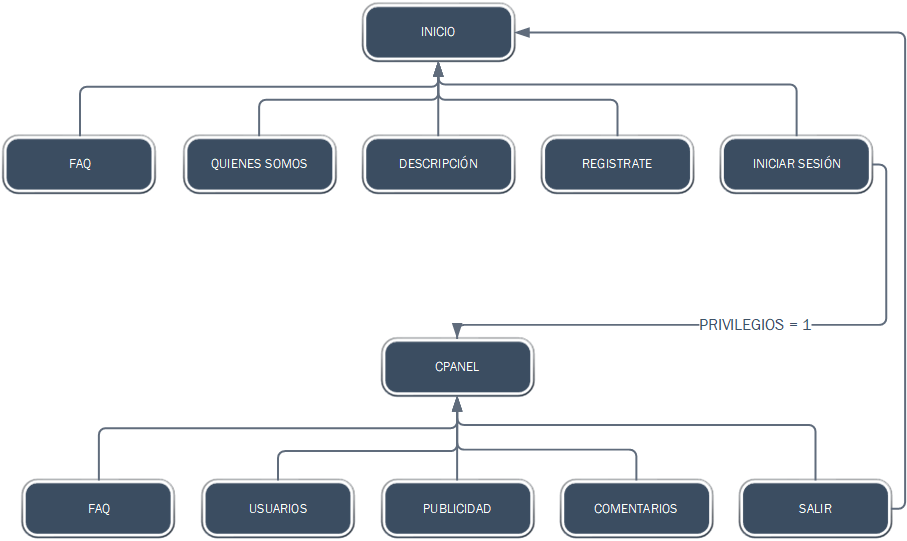 INICIO
FAQ
QUIENES SOMOS
DESCRIPCIÓN
REGISTRATE
INICIAR SESIÓN
PRIVILEGIOS = 1
CPANEL
FAQ
USUARIOS
PUBLICIDAD
COMENTARIOS
SALIR